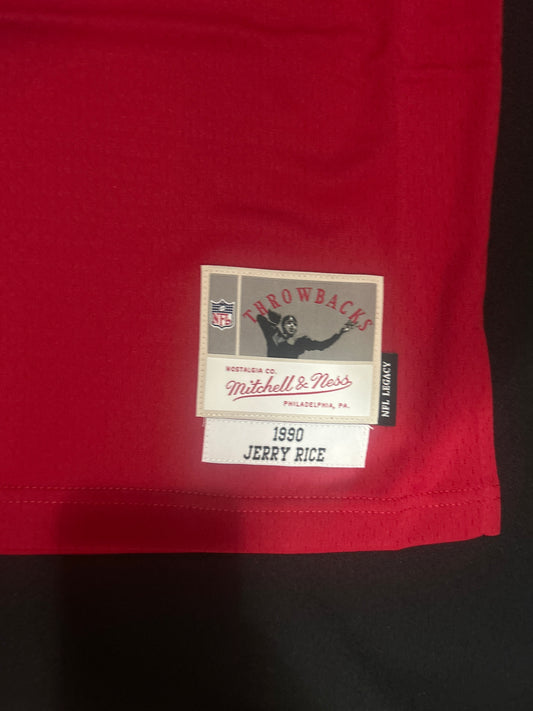 THROWBACKS
NFL
NOSTALGIA CO.
Mitchell & Ness
PHILADELPHIA, PA.
NFL LEGACY
1990
JERRY RICE